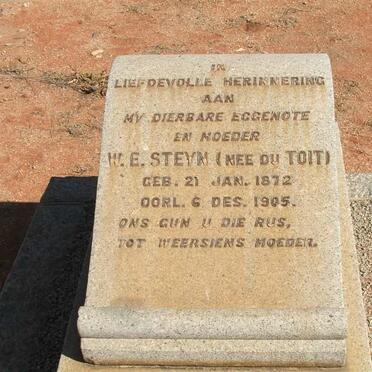 IN
LIEFDEVOLLE HERINNERING
AAN
MY DIERBARE EGGENOTE
EN MOEDER
W. E. STEYN (NEE DU TOIT)
GEB. 21 JAN. 1872
OORL. 6 DES. 1905.
ONS GUN U DIE RUS,
TOT WEERSIENS MOEDER.